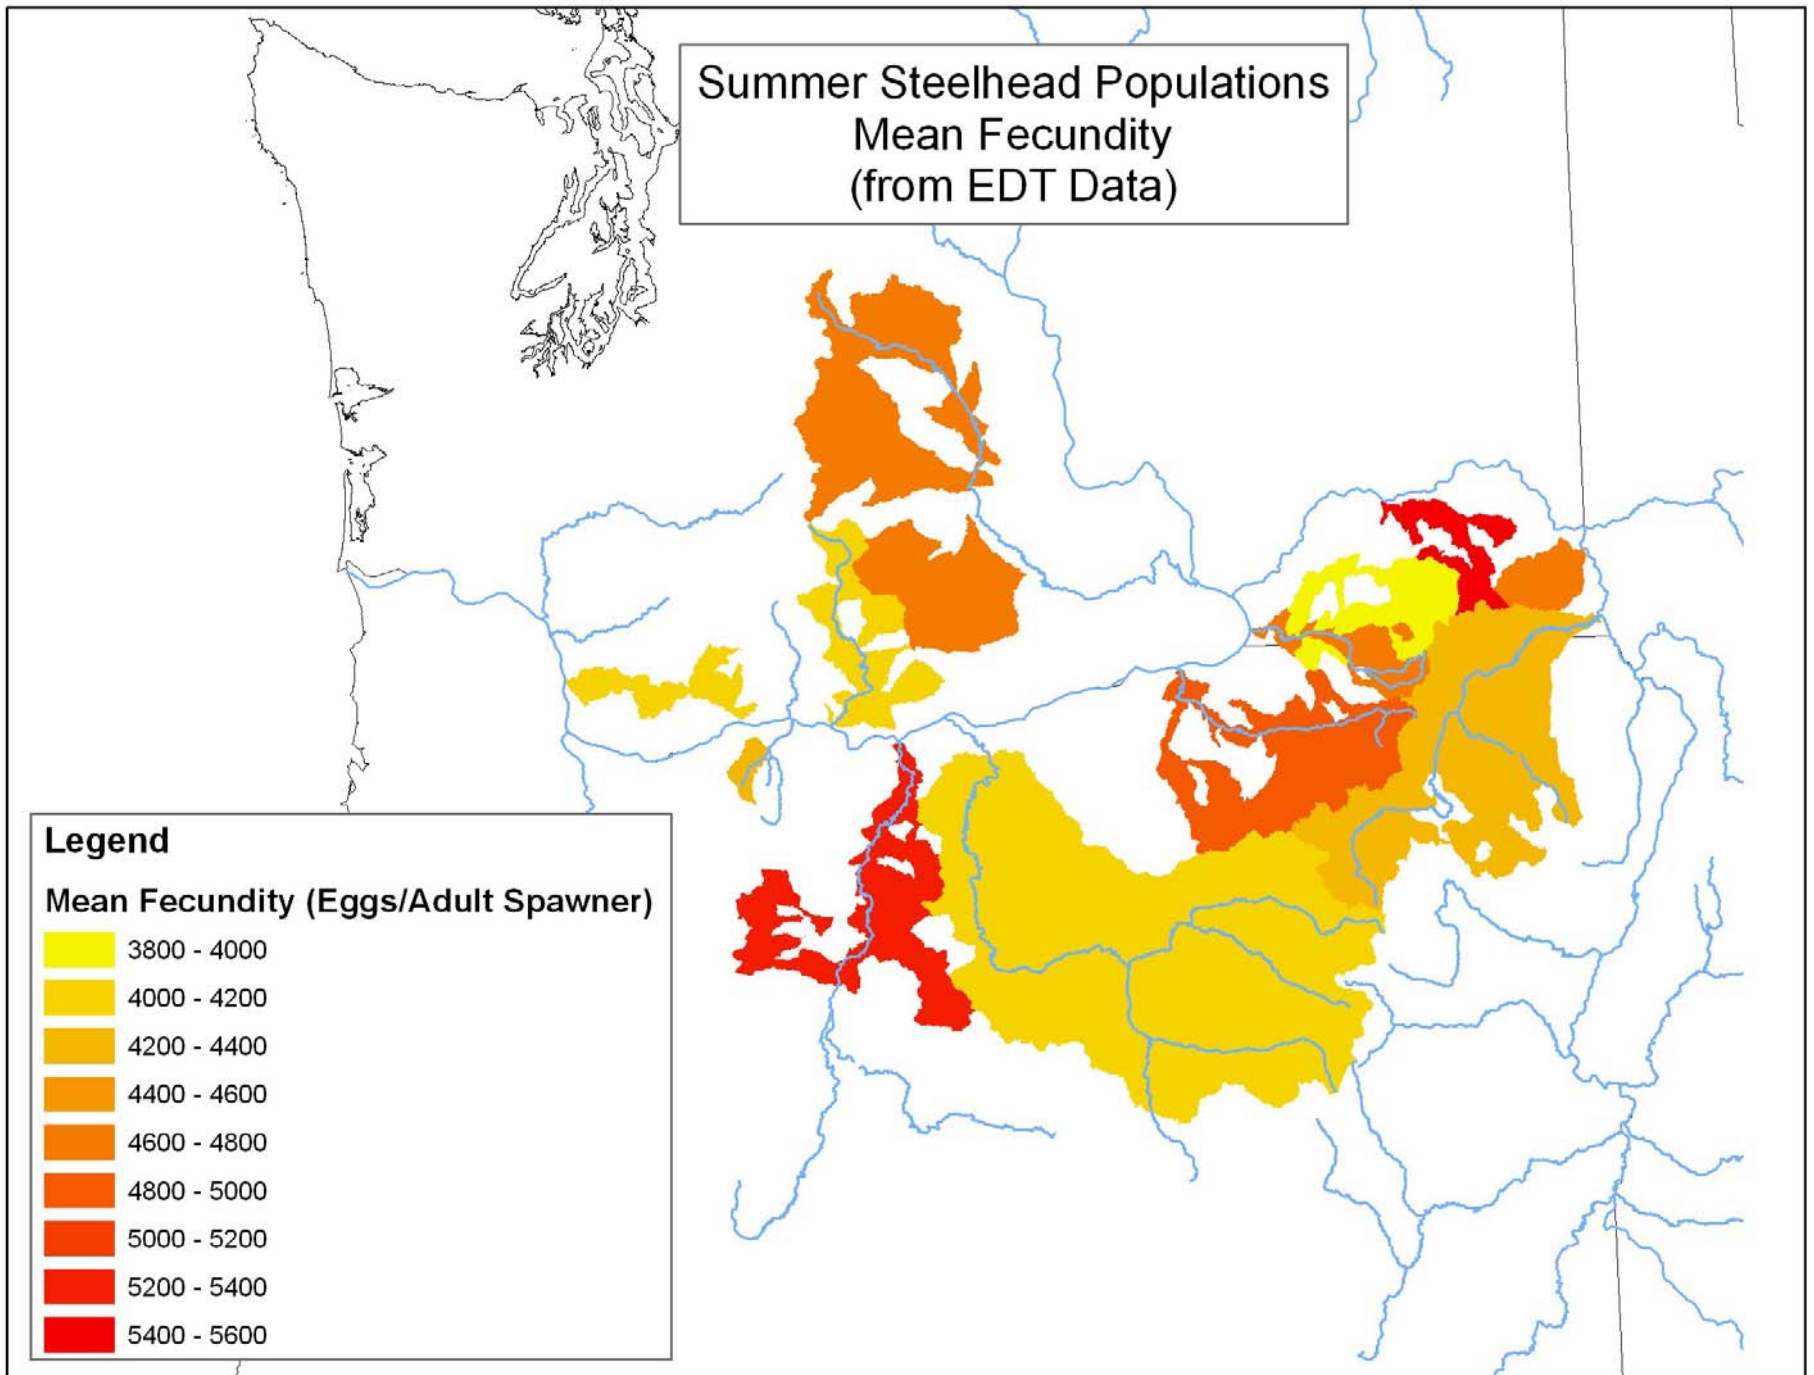 Summer Steelhead Populations
Mean Fecundity
(from EDT Data)
Legend
Mean Fecundity (Eggs/Adult Spawner)
3800 - 4000
4000 - 4200
4200 - 4400
4400 - 4600
4600 - 4800
4800 - 5000
5000 - 5200
5200 - 5400
5400 - 5600